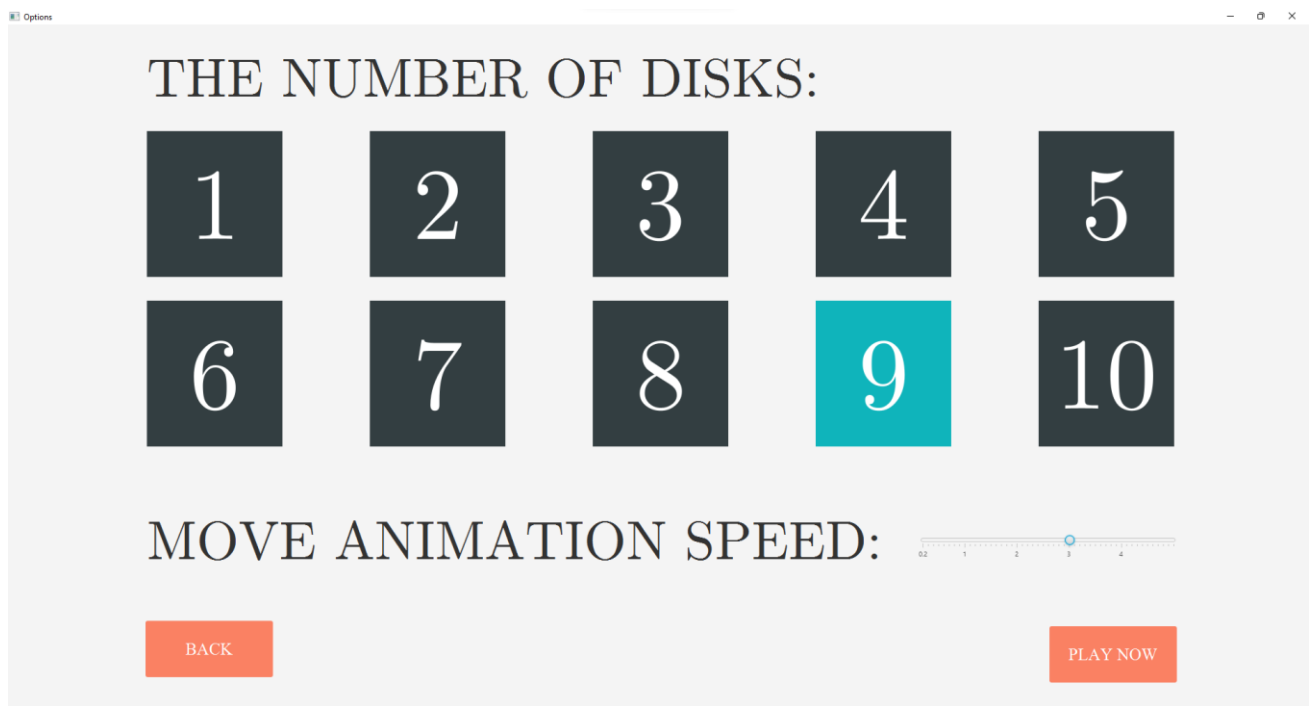 Options
THE NUMBER OF DISKS:
1 2 3 4 5
6 7 8 9 10
MOVE ANIMATION SPEED:
0.2 1 2 3 4
BACK
PLAY NOW